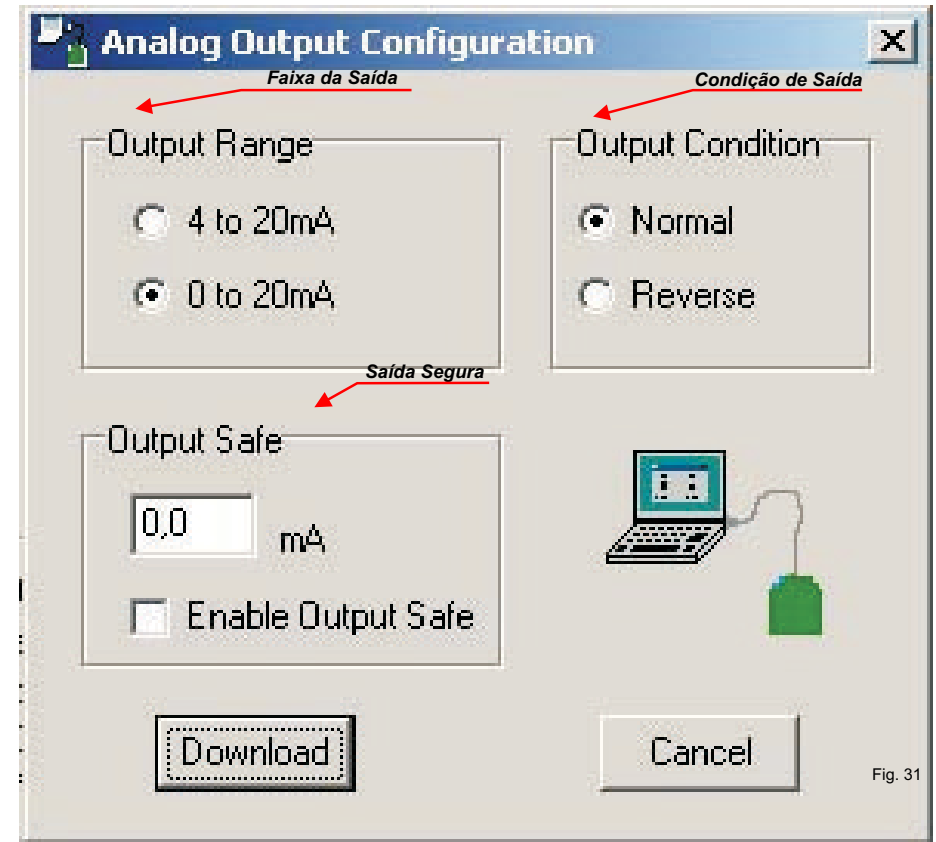 Analog Output Configuration
Faixa da Saída
Condição de Saída
Output Range
4 to 20mA
0 to 20mA
Output Condition
Normal
Reverse
Saída Segura
Output Safe
0,0
mA
Enable Output Safe
Download
Cancel
Fig. 31